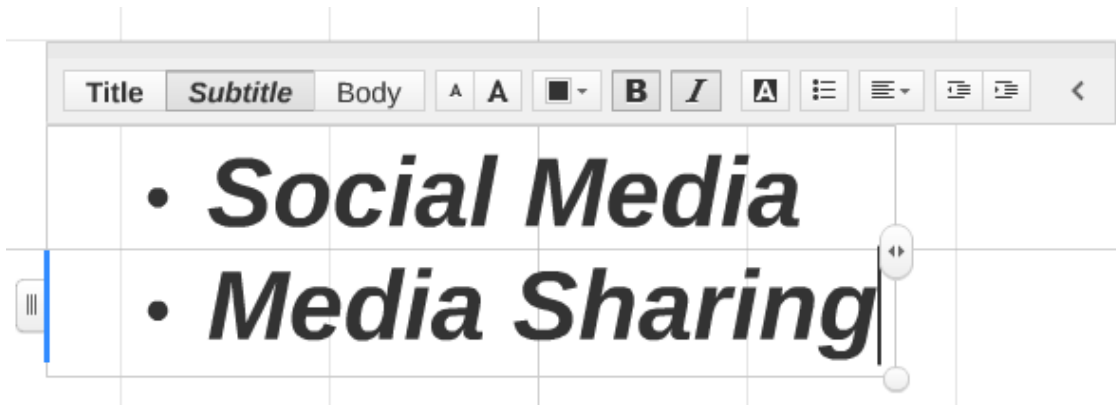 Title Subtitle Body A A B I A
• Social Media
• Media Sharing